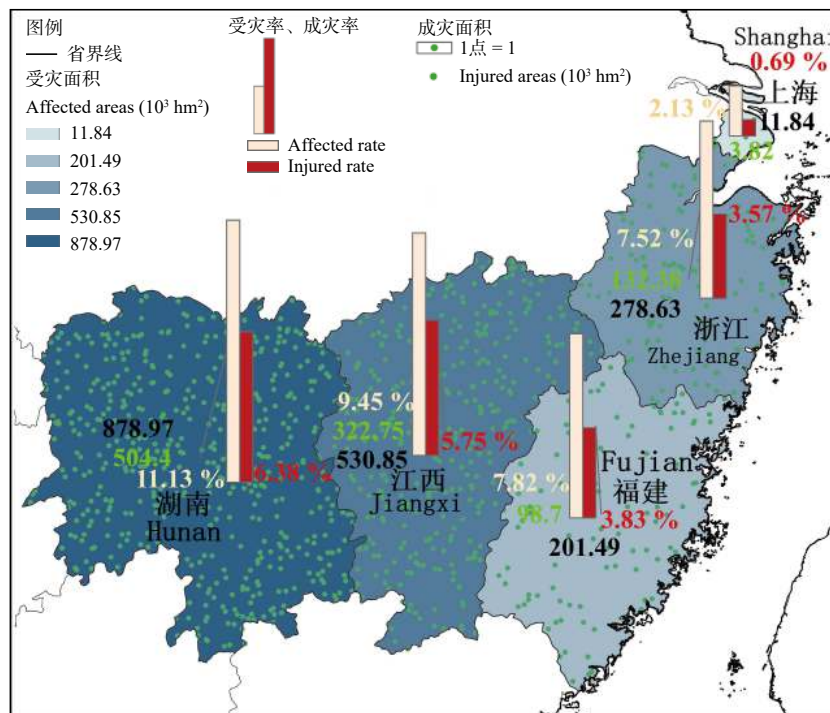 图例
省界线
受灾面积
Affected areas (10³ hm²)
11.84
201.49
278.63
530.85
878.97
受灾率、成灾率
Affected rate
Injured rate
成灾面积
1点 = 1
Injured areas (10³ hm²)
Shanghai
0.69 %
上海
2.13 %
11.84
3.82
3.57 %
7.52 %
132.38
278.63
浙江
Zhejiang
9.45 %
322.75
5.75 %
530.85
江西
Jiangxi
878.97
504.4
11.13 %
6.38 %
湖南
Hunan
Fujian
7.82 %
福建
98.7
3.83 %
201.49